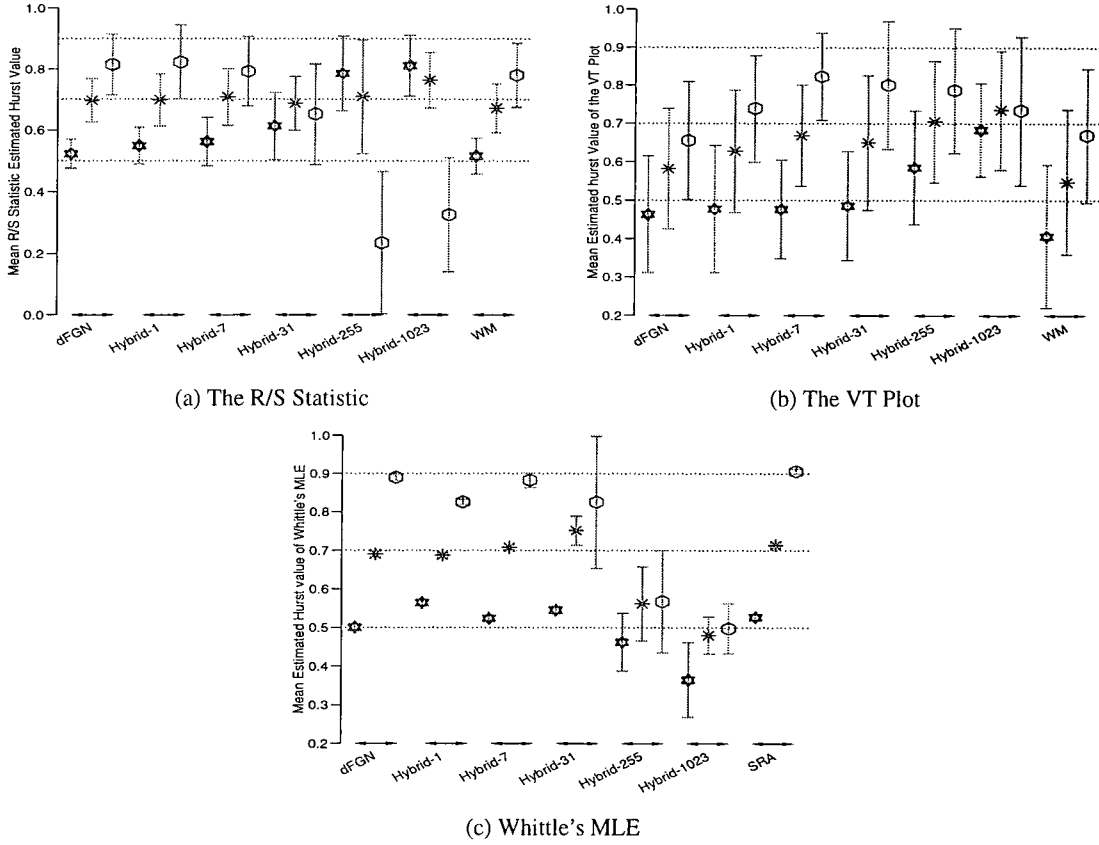 1.0
0.8
0.6
0.4
0.2
0.0
Mean R/S Statistic Estimated Hurst Value
dFGN
Hybrid-1
Hybrid-7
Hybrid-31
Hybrid-255
Hybrid-1023
WM
(a) The R/S Statistic
1.0
0.9
0.8
0.7
0.6
0.5
0.4
0.3
0.2
Mean Estimated hurst Value of the VT Plot
dFGN
Hybrid-1
Hybrid-7
Hybrid-31
Hybrid-255
Hybrid-1023
WM
(b) The VT Plot
1.0
0.9
0.8
0.7
0.6
0.5
0.4
0.3
0.2
Mean Estimated Hurst value of Whittle's MLE
dFGN
Hybrid-1
Hybrid-7
Hybrid-31
Hybrid-255
Hybrid-1023
SRA
(c) Whittle's MLE